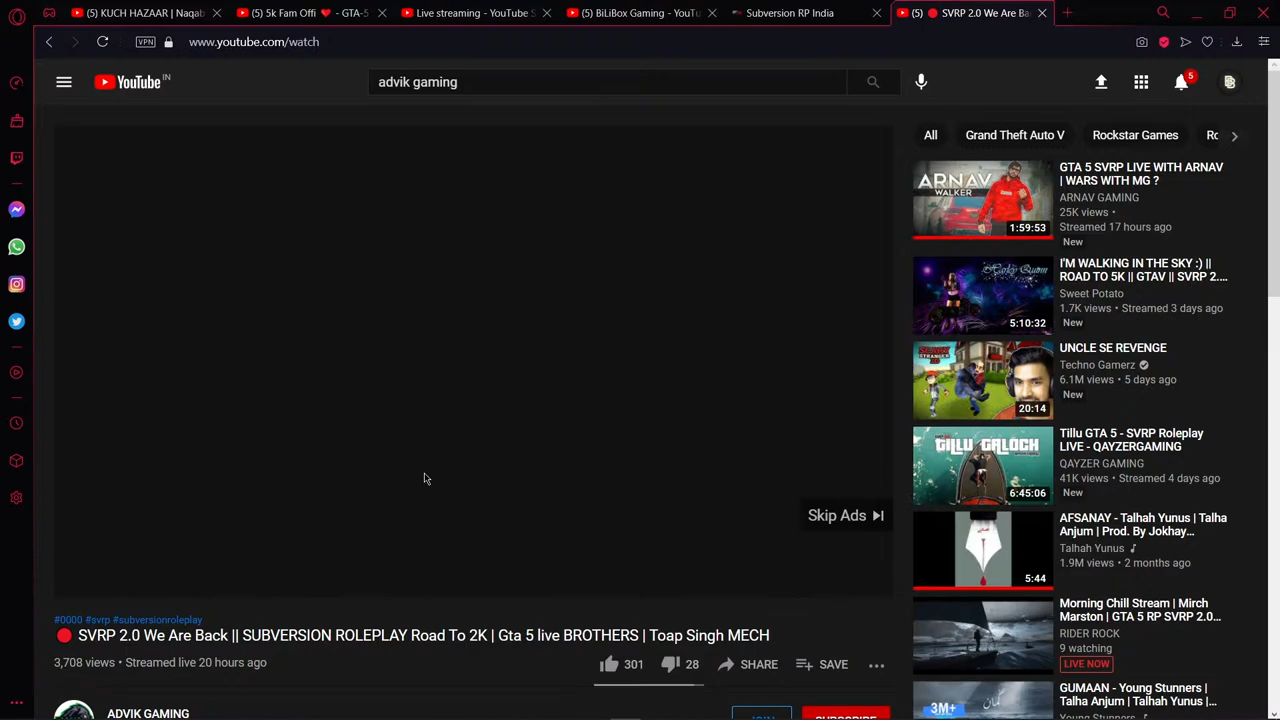 (5) KUCH HAZAAR | Naqab
(5) 5k Fam Offi ❤️ - GTA-5
Live streaming - YouTube S
(5) BiLiBox Gaming - YouTu
Subversion RP India
(5) 🔴 SVRP 2.0 We Are Ba
VPN
www.youtube.com/watch
YouTube IN
advik gaming
5
All
Grand Theft Auto V
Rockstar Games
ARNAV
WALKER
1:59:53
GTA 5 SVRP LIVE WITH ARNAV
| WARS WITH MG ?
ARNAV GAMING
25K views •
Streamed 17 hours ago
New
Harley Quinn
5:10:32
I'M WALKING IN THE SKY :) ||
ROAD TO 5K || GTAV || SVRP 2....
Sweet Potato
1.7K views • Streamed 3 days ago
New
20:14
UNCLE SE REVENGE
Techno Gamerz
6.1M views • 5 days ago
New
TILLU GALOCH
6:45:06
Tillu GTA 5 - SVRP Roleplay
LIVE - QAYZERGAMING
QAYZER GAMING
41K views • Streamed 4 days ago
New
Skip Ads
5:44
AFSANAY - Talhah Yunus | Talha
Anjum | Prod. By Jokhay...
Talhah Yunus
1.9M views • 2 months ago
Morning Chill Stream | Mirch
Marston | GTA 5 RP SVRP 2.0...
RIDER ROCK
9 watching
LIVE NOW
3M+
GUMAAN - Young Stunners |
Talha Anjum | Talhah Yunus |...
Young Stunners
#0000 #svrp #subversionroleplay
🔴 SVRP 2.0 We Are Back || SUBVERSION ROLEPLAY Road To 2K | Gta 5 live BROTHERS | Toap Singh MECH
3,708 views • Streamed live 20 hours ago
301
28
SHARE
SAVE
ADVIK GAMING
JOIN
SUBSCRIBE